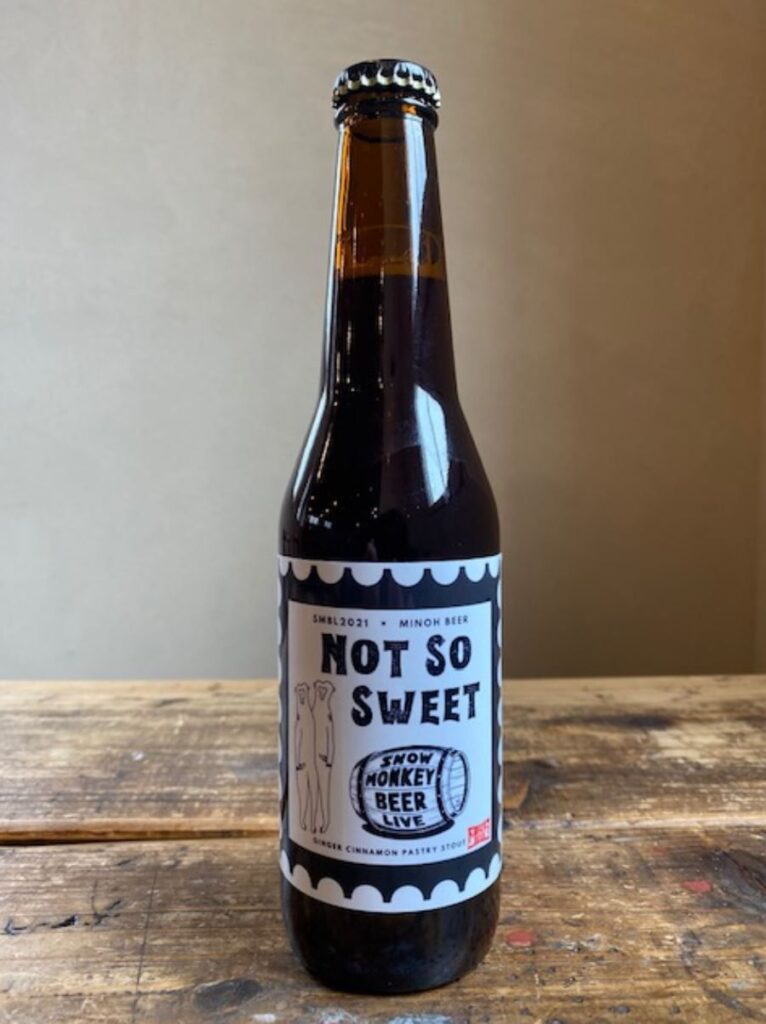 SMBL2021 × MINOH BEER
NOT SO
SWEET
SNOW
MONKEY
BEER
LIVE
GINGER CINNAMON PASTRY STOUT